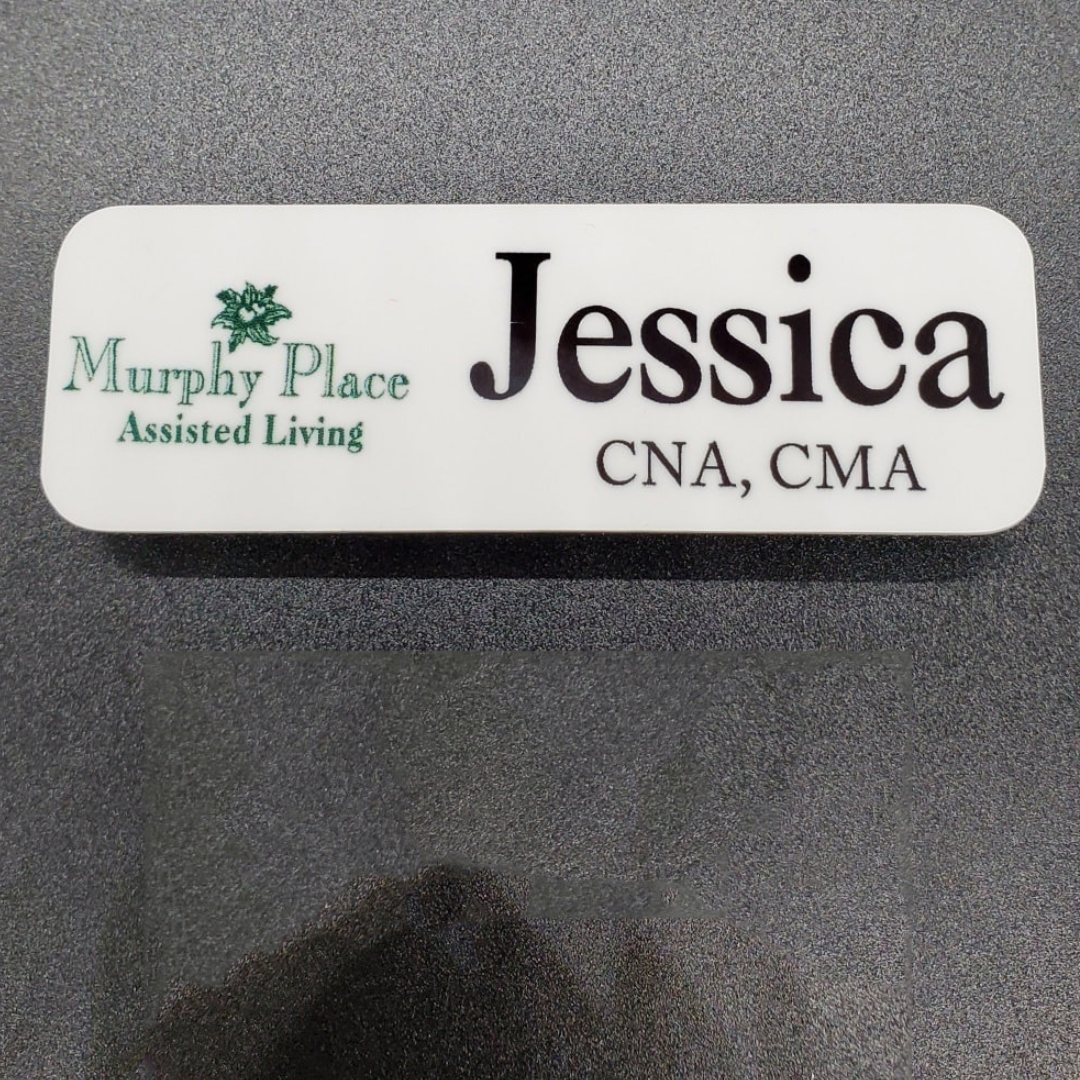 Murphy Place
Assisted Living
Jessica
CNA, CMA